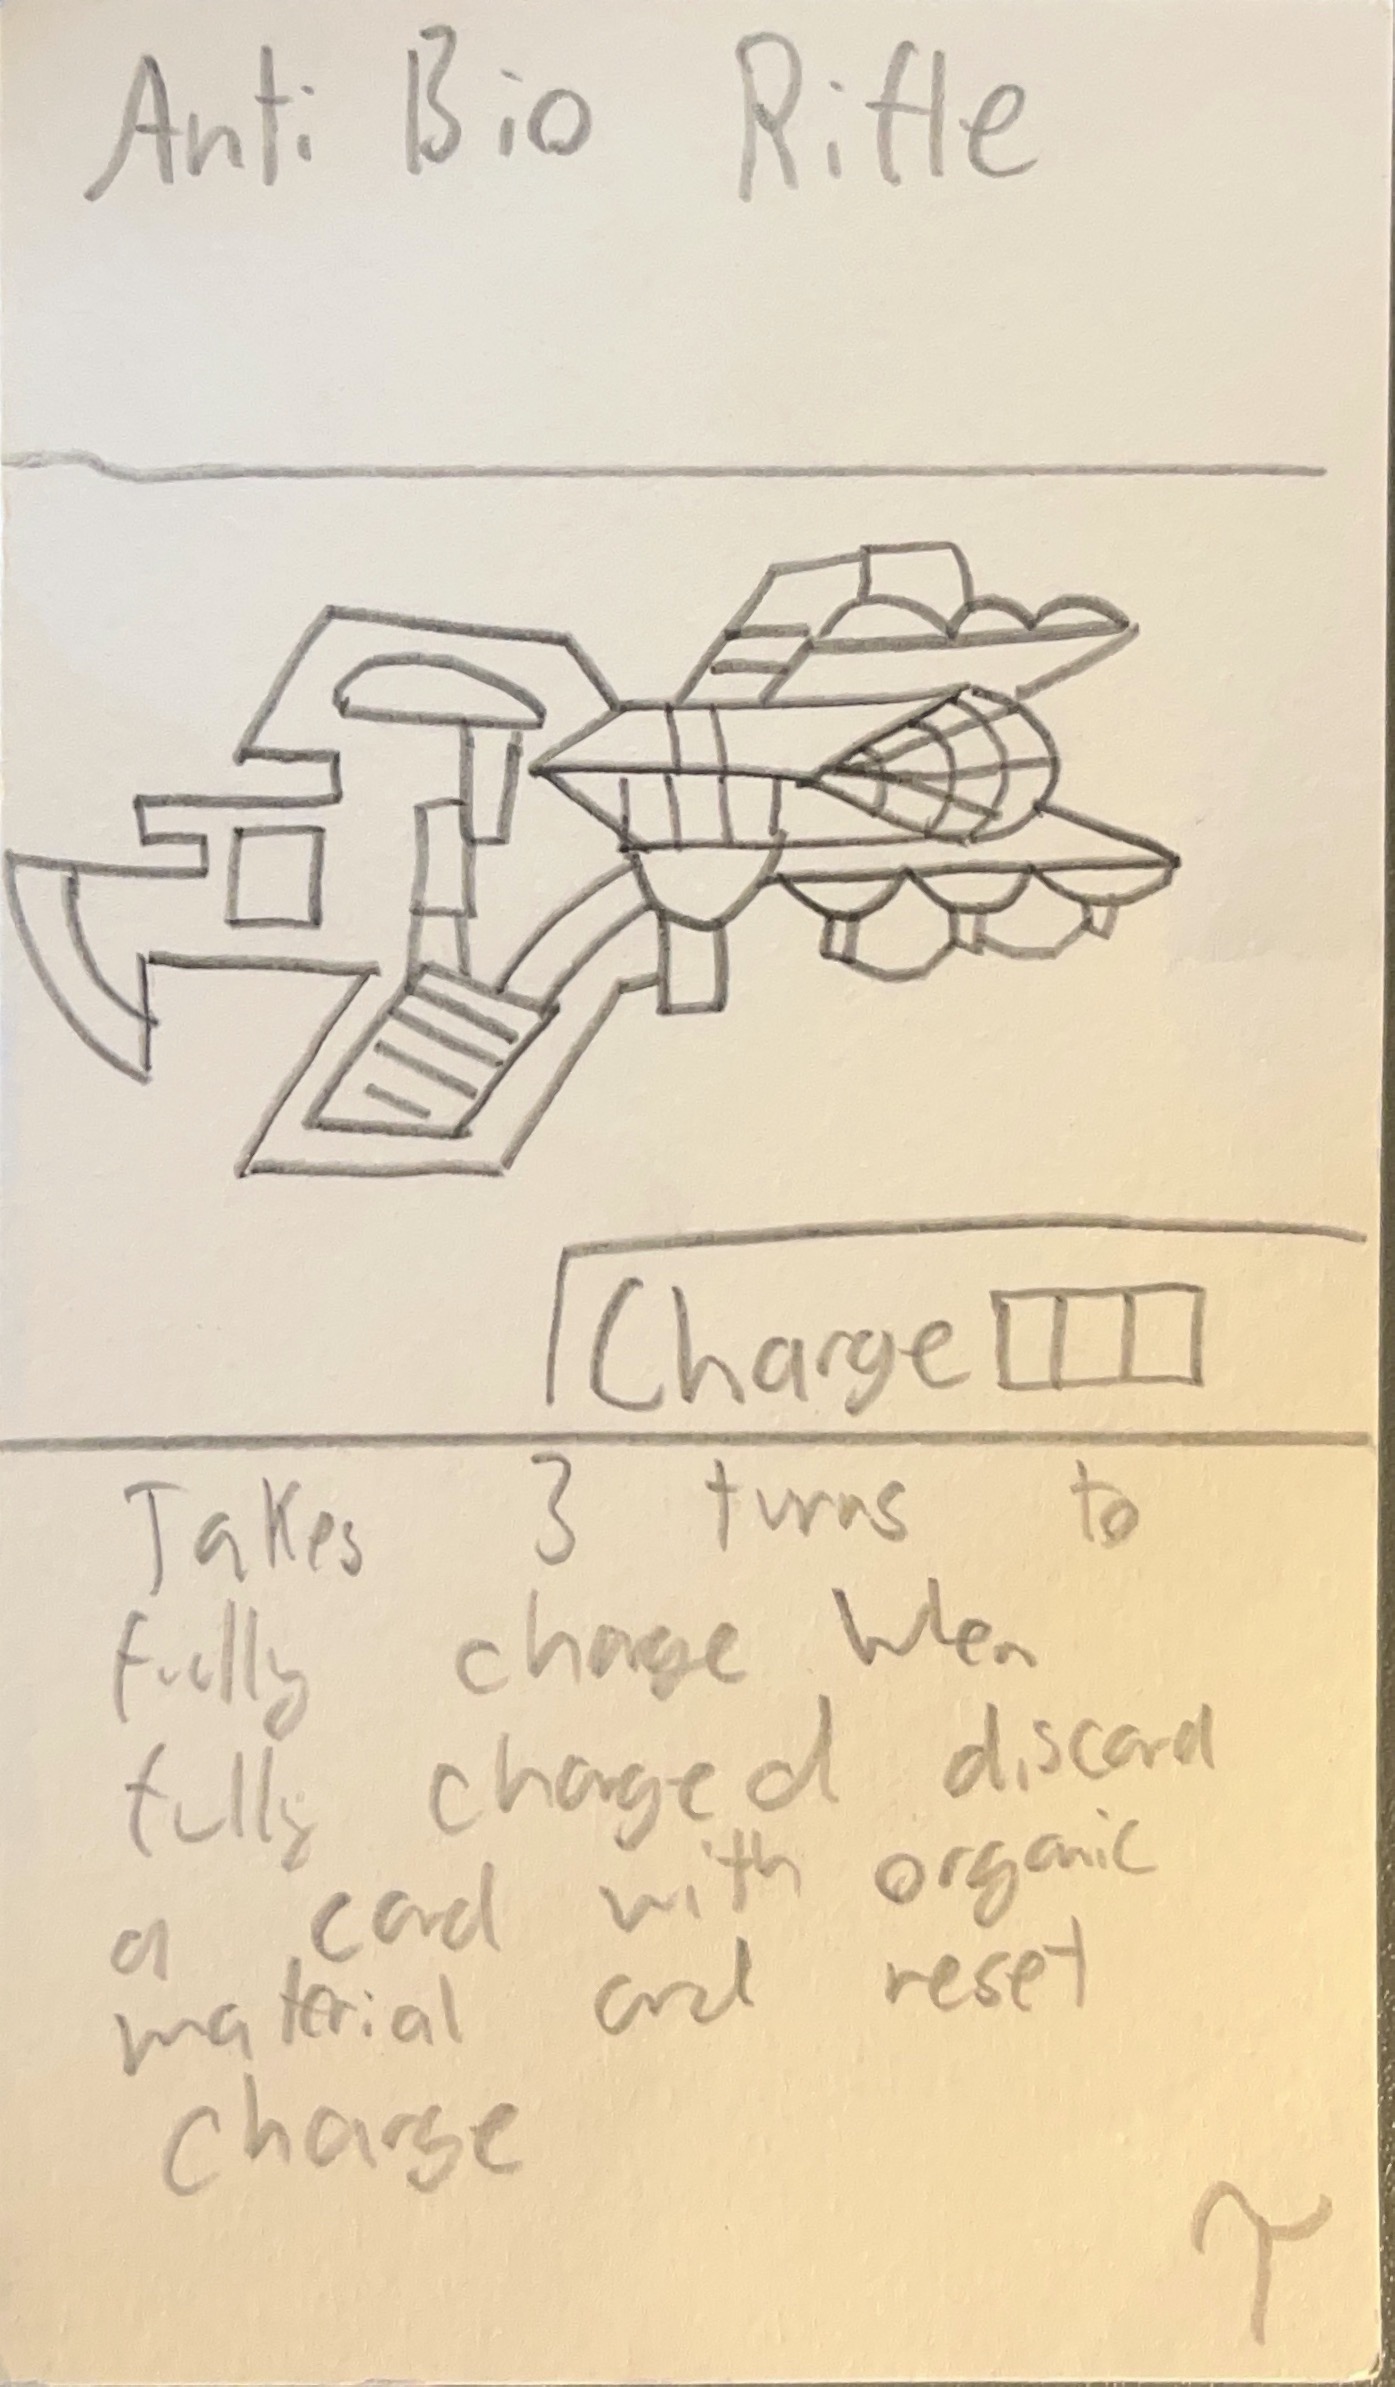 Anti Bio Rifle
Charge
Takes 3 turns to
fully charge When
fully charged discard
a card with organic
material and reset
charge
T